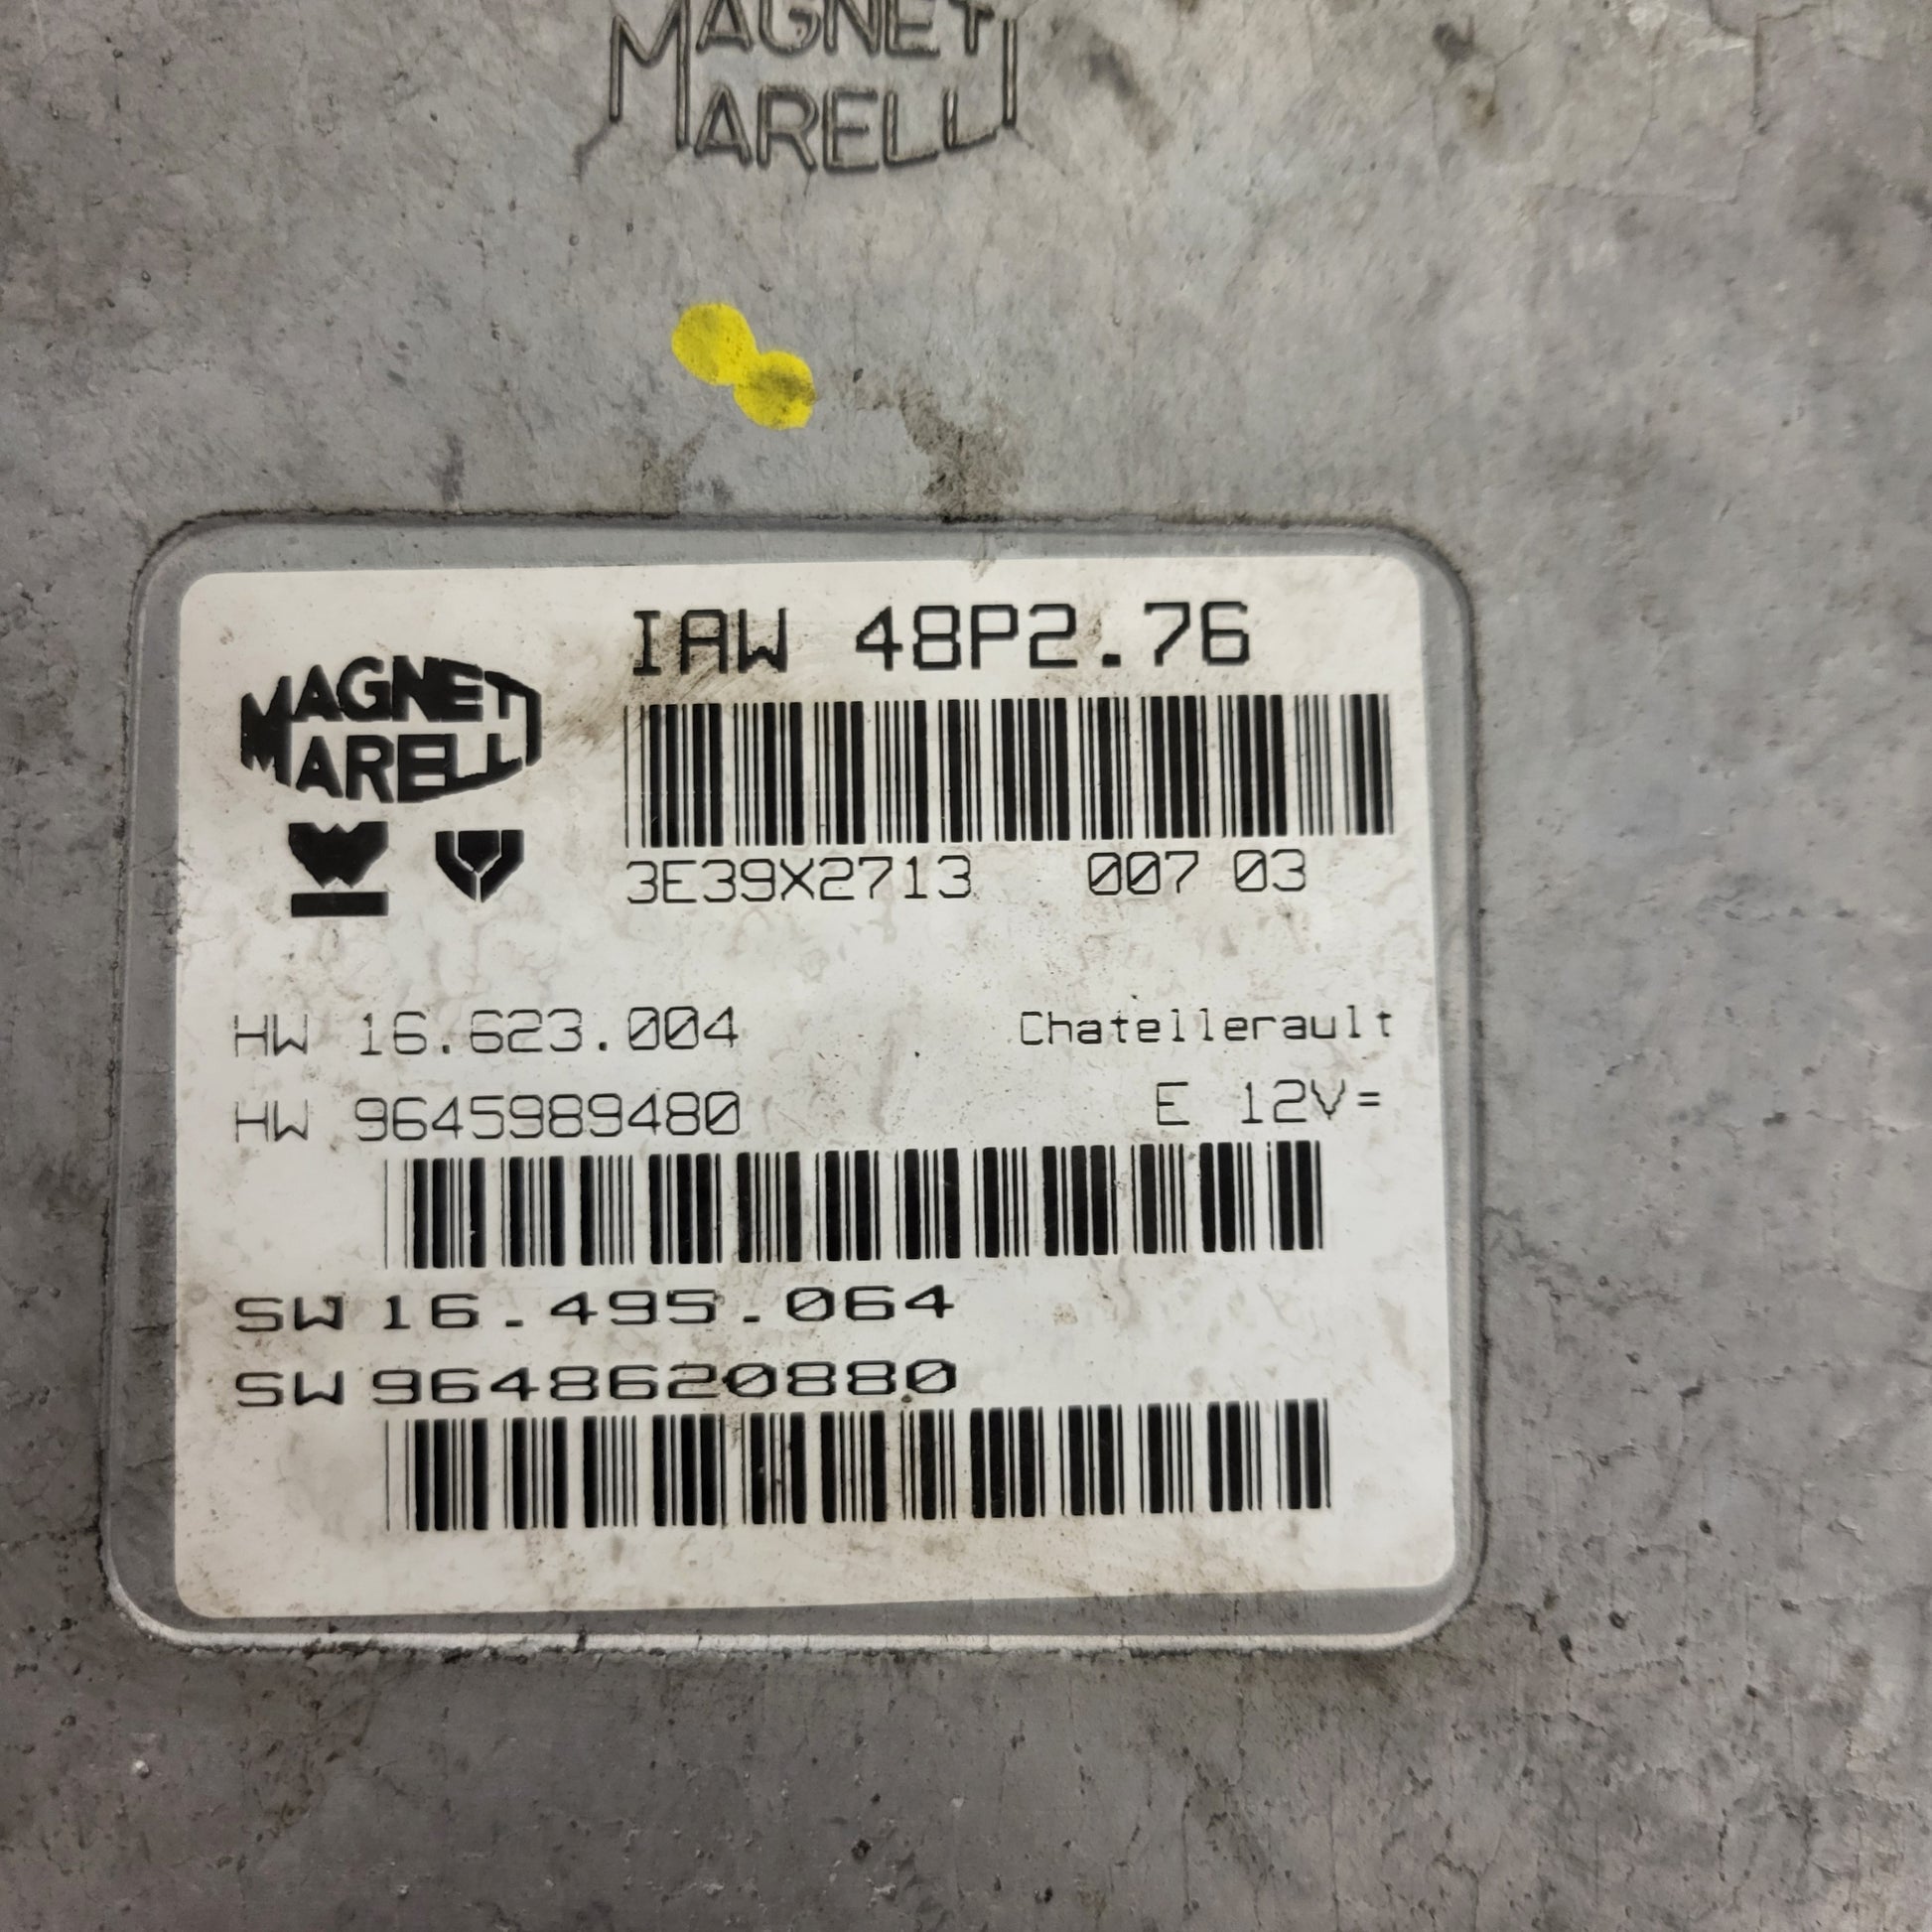 MAGNETI
MARELLI
IAW 48P2.76
MAGNETI
MARELLI
3E39X2713 007 03
HW 16.623.004 Chatellerault
HW 9645989480 E 12V=
SW 16.495.064
SW 9648620880